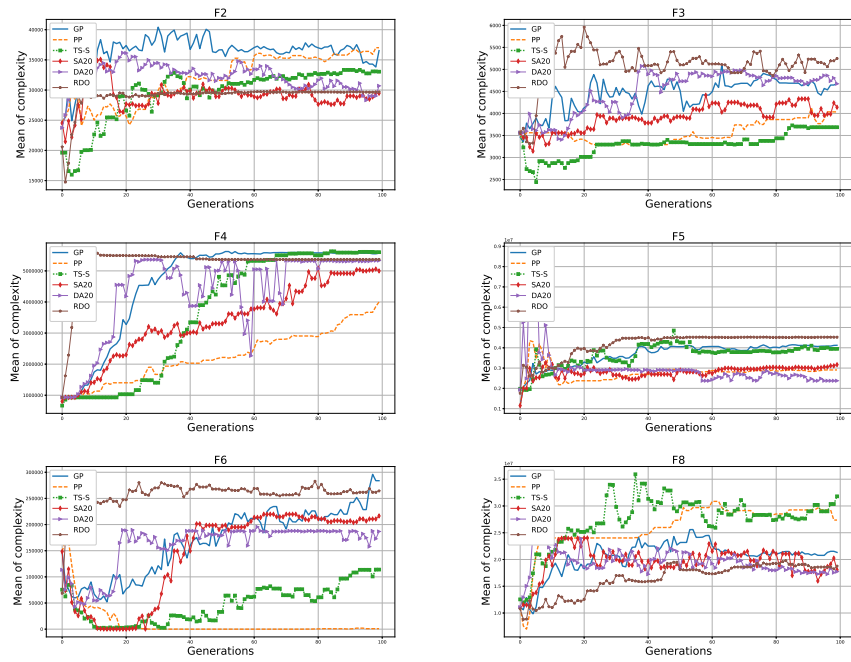 F2
Mean of complexity
40000
35000
30000
25000
20000
15000
GP
PP
TS-S
SA20
DA20
RDO
0 20 40 60 80 100
Generations
F3
Mean of complexity
6000
5500
5000
4500
4000
3500
3000
2500
GP
PP
TS-S
SA20
DA20
RDO
0 20 40 60 80 100
Generations
F4
Mean of complexity
5000000
4000000
3000000
2000000
1000000
GP
PP
TS-S
SA20
DA20
RDO
0 20 40 60 80 100
Generations
F5
1e7
Mean of complexity
0.9
0.8
0.7
0.6
0.5
0.4
0.3
0.2
0.1
GP
PP
TS-S
SA20
DA20
RDO
0 20 40 60 80 100
Generations
F6
Mean of complexity
300000
250000
200000
150000
100000
50000
0
GP
PP
TS-S
SA20
DA20
RDO
0 20 40 60 80 100
Generations
F8
1e7
Mean of complexity
3.5
3.0
2.5
2.0
1.5
1.0
GP
PP
TS-S
SA20
DA20
RDO
0 20 40 60 80 100
Generations